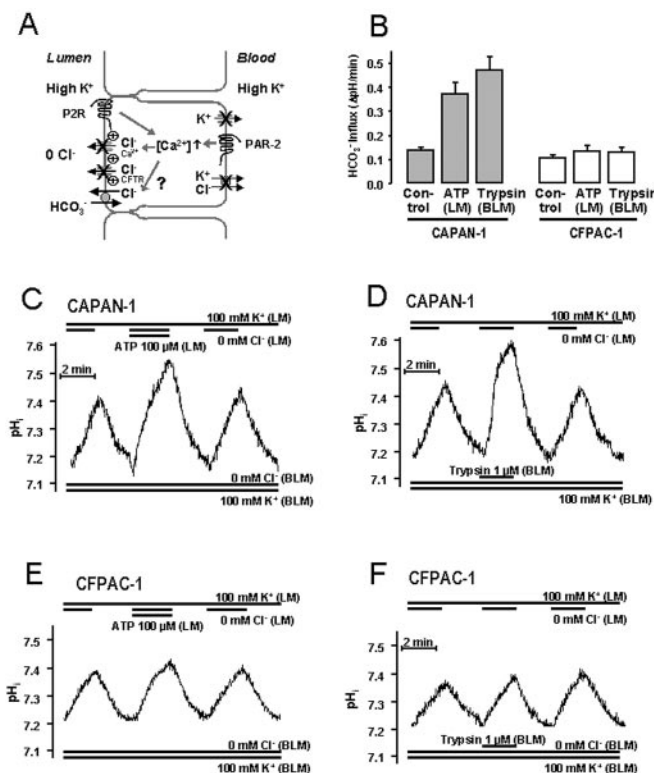 A
Lumen
Blood
High K⁺
High K⁺
P2R
K⁺
Cl⁻
Ca²⁺
[Ca²⁺]↑
PAR-2
0 Cl⁻
Cl⁻
CFTR
?
K⁺
Cl⁻
Cl⁻
HCO₃⁻
B
HCO₃⁻ Influx (ΔpH/min)
0.5
0.4
0.3
0.2
0.1
0.0
Con-trol
ATP (LM)
Trypsin (BLM)
Con-trol
ATP (LM)
Trypsin (BLM)
CAPAN-1
CFPAC-1
C
CAPAN-1
100 mM K⁺ (LM)
0 mM Cl⁻ (LM)
ATP 100 µM (LM)
2 min
pHi
7.6
7.5
7.4
7.3
7.2
7.1
0 mM Cl⁻ (BLM)
100 mM K⁺ (BLM)
D
CAPAN-1
100 mM K⁺ (LM)
0 mM Cl⁻ (LM)
2 min
pHi
7.6
7.5
7.4
7.3
7.2
7.1
Trypsin 1 µM (BLM)
0 mM Cl⁻ (BLM)
100 mM K⁺ (BLM)
E
CFPAC-1
100 mM K⁺ (LM)
0 mM Cl⁻ (LM)
ATP 100 µM (LM)
pHi
7.5
7.4
7.3
7.2
7.1
0 mM Cl⁻ (BLM)
100 mM K⁺ (BLM)
F
CFPAC-1
100 mM K⁺ (LM)
0 mM Cl⁻ (LM)
2 min
pHi
7.5
7.4
7.3
7.2
7.1
Trypsin 1 µM (BLM)
0 mM Cl⁻ (BLM)
100 mM K⁺ (BLM)